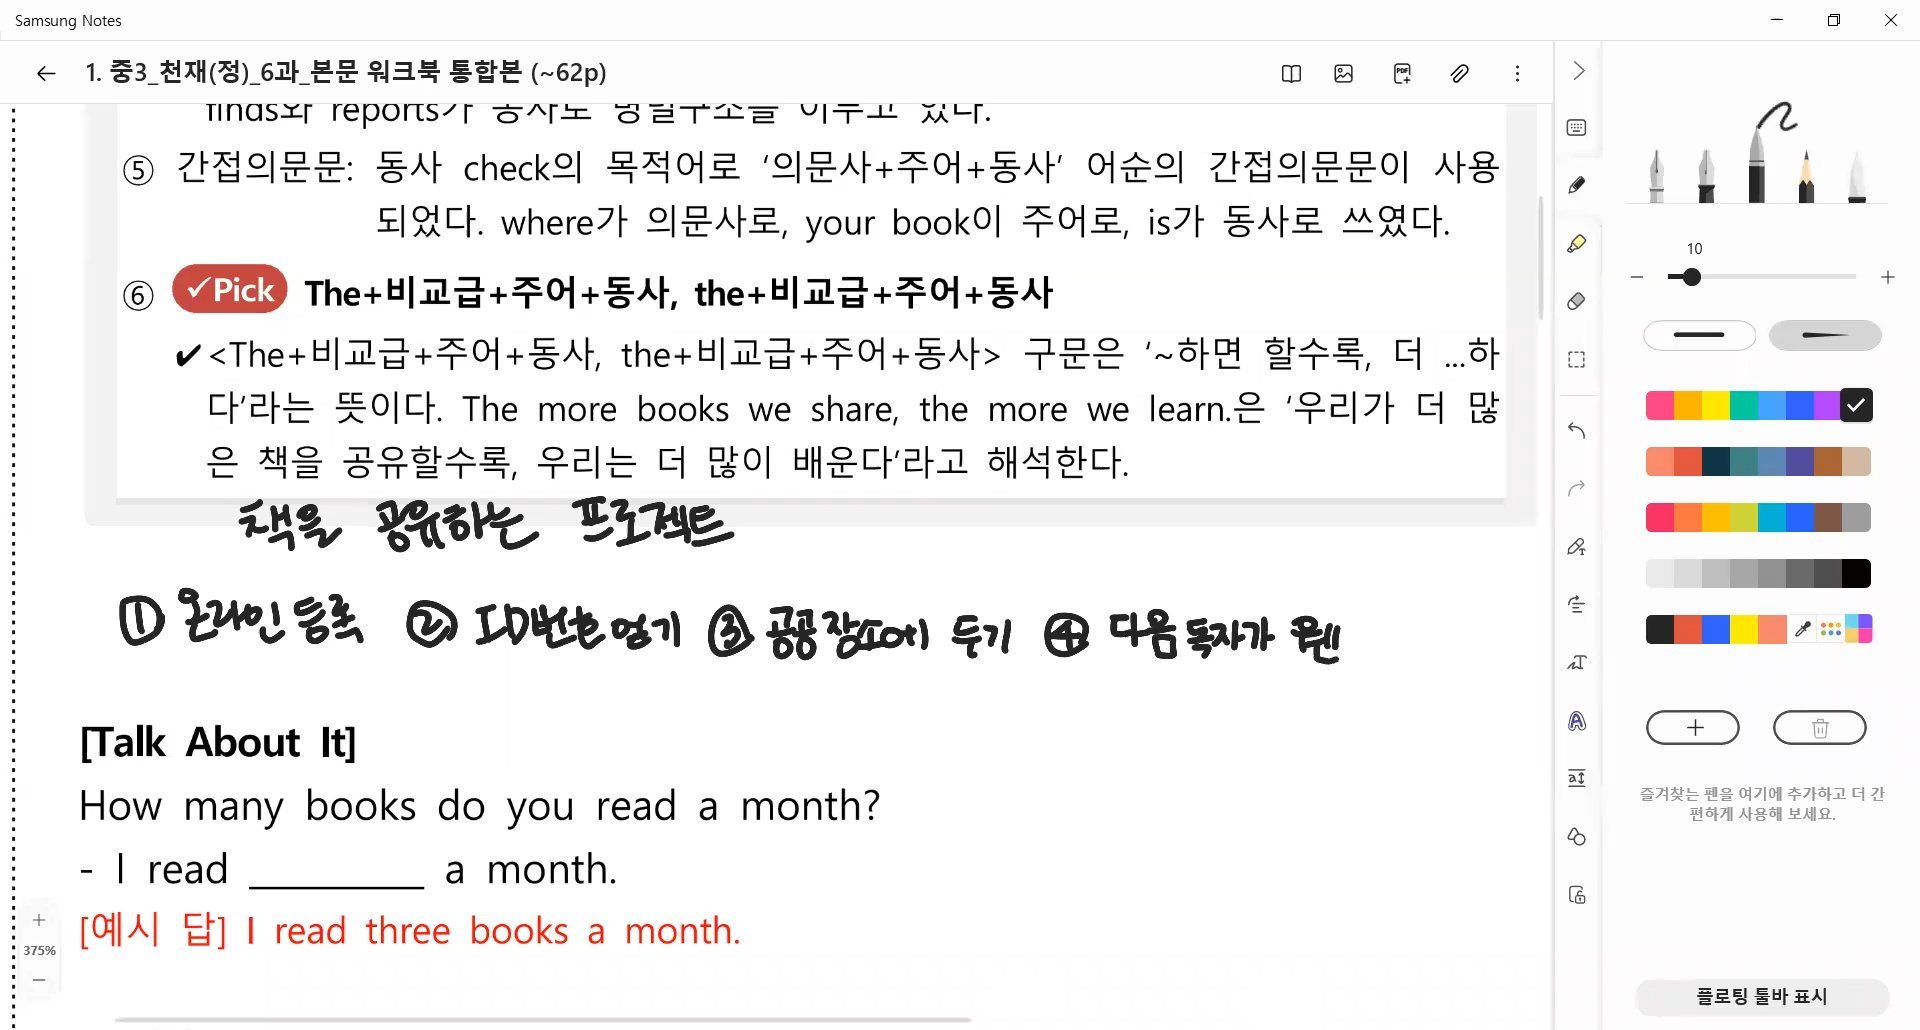 Samsung Notes
1. 중3_천재(정)_6과_본문 워크북 통합본 (~62p)
finds와 reports가 동사로 병렬구조를 이루고 있다.
⑤ 간접의문문: 동사 check의 목적어로 ‘의문사+주어+동사’ 어순의 간접의문문이 사용
되었다. where가 의문사로, your book이 주어로, is가 동사로 쓰였다.
⑥ ✓Pick The+비교급+주어+동사, the+비교급+주어+동사
✔<The+비교급+주어+동사, the+비교급+주어+동사> 구문은 ‘~하면 할수록, 더 ...하
다’라는 뜻이다. The more books we share, the more we learn.은 ‘우리가 더 많
은 책을 공유할수록, 우리는 더 많이 배운다’라고 해석한다.
책을 공유하는 프로젝트
① 온라인 등록 ② ID번호 얻기 ③ 공공장소에 두기 ④ 다음 독자가
[Talk About It]
How many books do you read a month?
- I read ________ a month.
[예시 답] I read three books a month.
375%
10
즐겨찾는 펜을 여기에 추가하고 더 간
편하게 사용해 보세요.
플로팅 툴바 표시